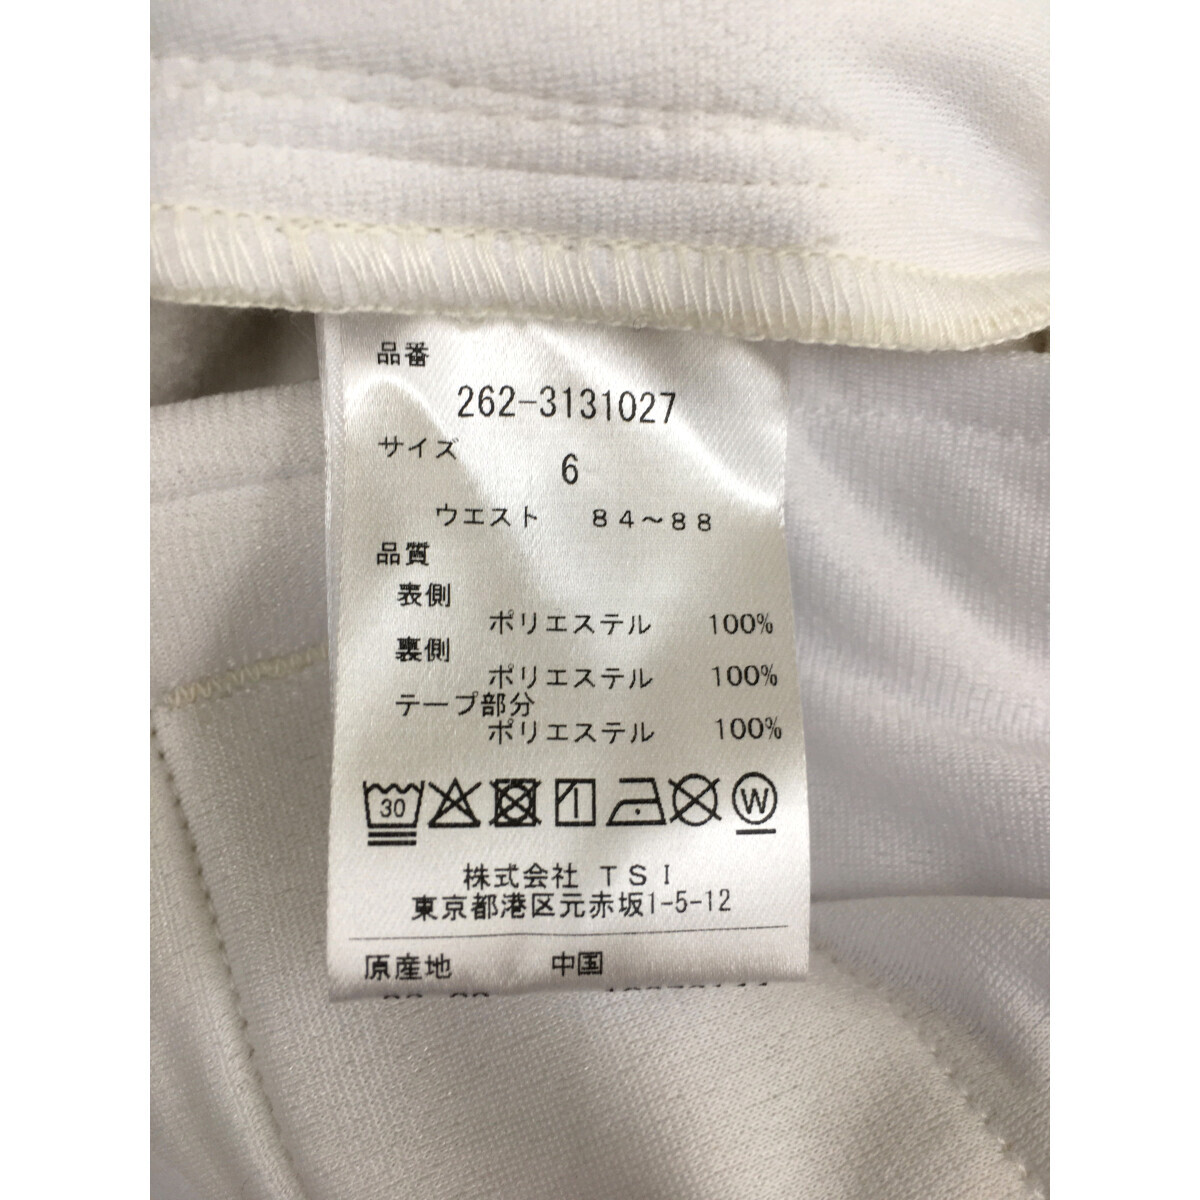 品番
262-3131027
サイズ
6
ウエスト 84～88
品質
表側
ポリエステル 100%
裏側
ポリエステル 100%
テープ部分
ポリエステル 100%
30 W
株式会社 TSI
東京都港区元赤坂1-5-12
原産地 中国